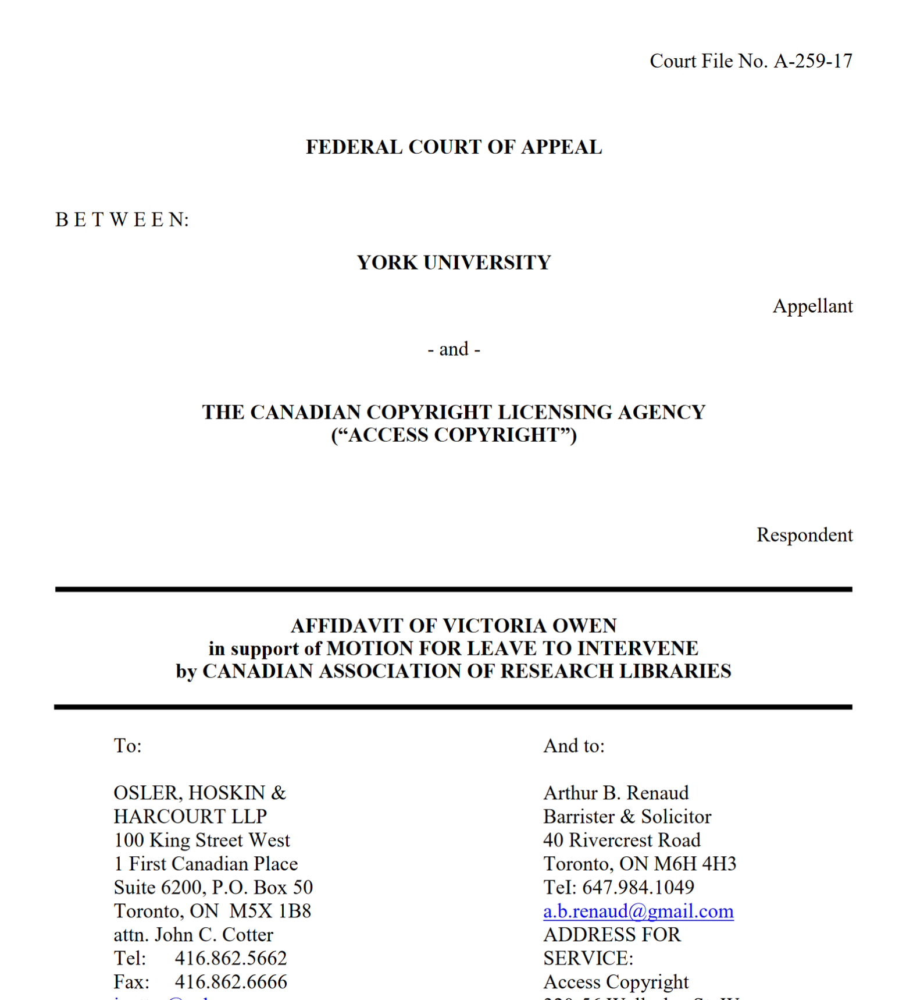 Court File No. A-259-17
FEDERAL COURT OF APPEAL
B E T W E E N:
YORK UNIVERSITY
Appellant
- and -
THE CANADIAN COPYRIGHT LICENSING AGENCY
(“ACCESS COPYRIGHT”)
Respondent
AFFIDAVIT OF VICTORIA OWEN
in support of MOTION FOR LEAVE TO INTERVENE
by CANADIAN ASSOCIATION OF RESEARCH LIBRARIES
To:
OSLER, HOSKIN &
HARCOURT LLP
100 King Street West
1 First Canadian Place
Suite 6200, P.O. Box 50
Toronto, ON  M5X 1B8
attn. John C. Cotter
Tel: 416.862.5662
Fax: 416.862.6666
And to:
Arthur B. Renaud
Barrister & Solicitor
40 Rivercrest Road
Toronto, ON M6H 4H3
TeI: 647.984.1049
a.b.renaud@gmail.com
ADDRESS FOR
SERVICE:
Access Copyright